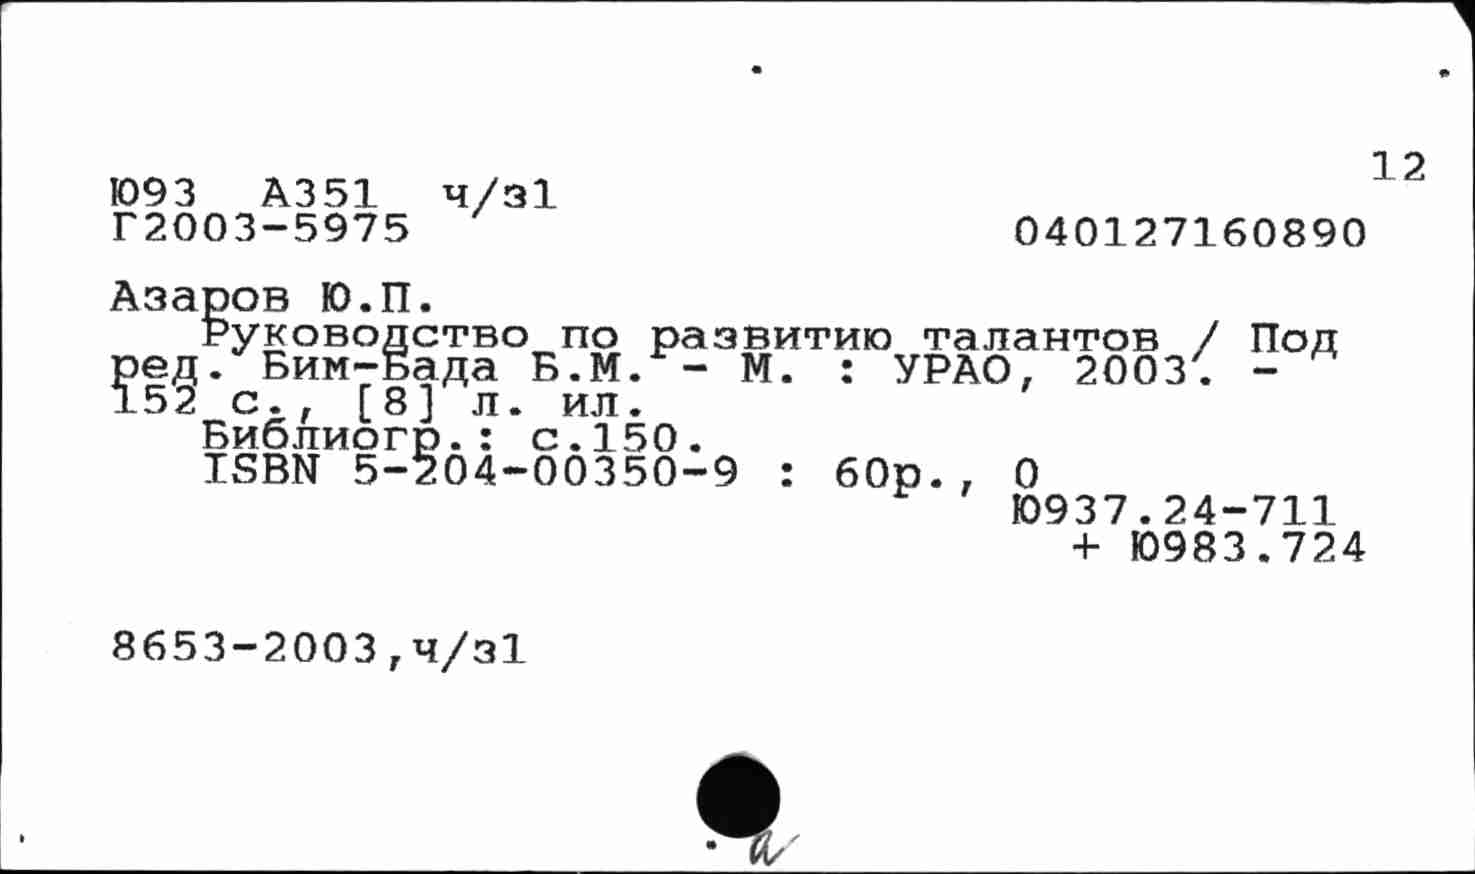 12
Ю93 А351 ч/з1
Г2003-5975 040127160890
Азаров Ю.П.
Руководство по развитию талантов / Под
ред. Бим-Бада Б.М. - М. : УРАО, 2003. -
152 с., [8] л. ил.
Библиогр.: с.150.
ISBN 5-204-00350-9 : 60р., 0
Ю937.24-711
+ Ю983.724
8653-2003,ч/з1
а